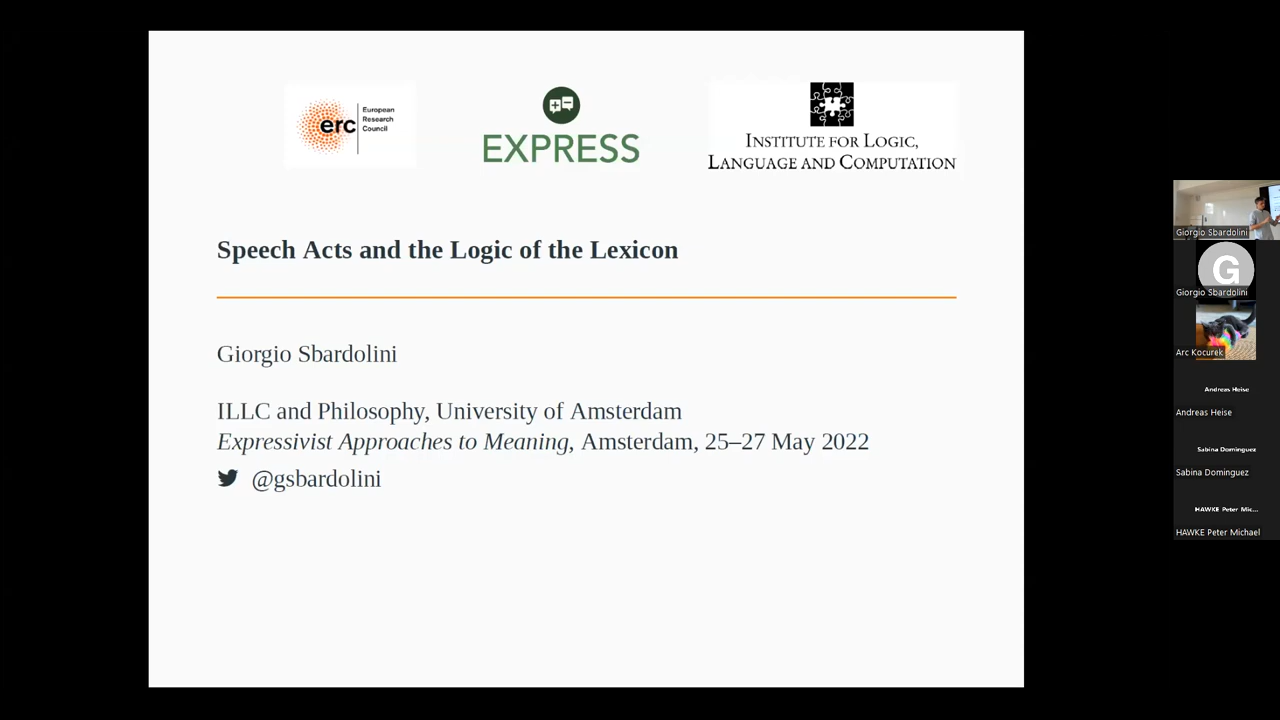 erc
European
Research
Council
EXPRESS
INSTITUTE FOR LOGIC,
LANGUAGE AND COMPUTATION
Speech Acts and the Logic of the Lexicon
Giorgio Sbardolini
ILLC and Philosophy, University of Amsterdam
Expressivist Approaches to Meaning, Amsterdam, 25–27 May 2022
@gsbardolini
Giorgio Sbardolini
G
Giorgio Sbardolini
Arc Kocurek
Andreas Heise
Andreas Heise
Sabina Dominguez
Sabina Dominguez
HAWKE Peter Mic...
HAWKE Peter Michael